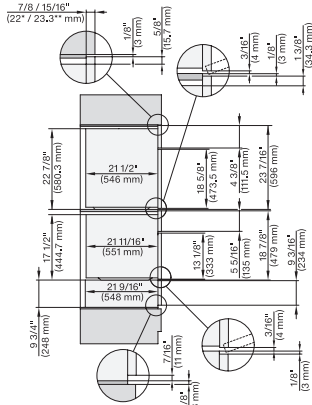 7/8 / 15/16"
(22* / 23.3** mm)
1/8"
(3 mm)
5/8"
(15.7 mm)
3/16"
(4 mm)
1/8"
(3 mm)
1 3/8"
(34.3 mm)
22 7/8"
(580.3 mm)
21 1/2"
(546 mm)
18 5/8"
(473.5 mm)
4 3/8"
(111.5 mm)
23 7/16"
(596 mm)
17 1/2"
(444.7 mm)
21 11/16"
(551 mm)
13 1/8"
(333 mm)
5 5/16"
(135 mm)
18 7/8"
(479 mm)
9 3/16"
(234 mm)
21 9/16"
(548 mm)
9 3/4"
(248 mm)
7/16"
(11 mm)
3/16"
(4 mm)
1/8"
(3 mm)